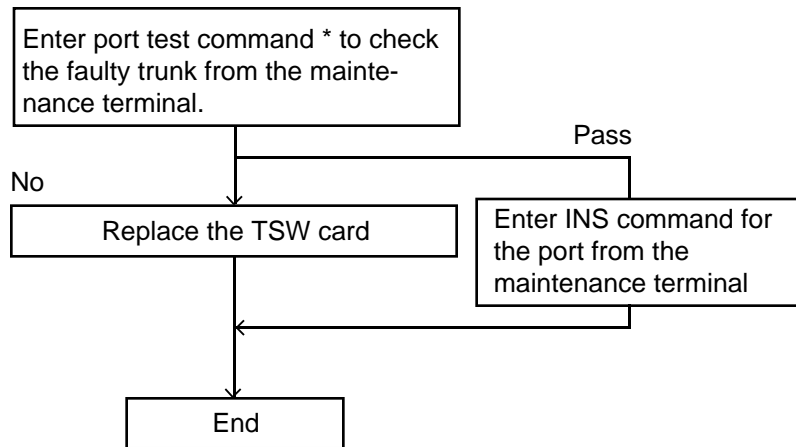 Enter port test command * to check
the faulty trunk from the mainte-
nance terminal.
Pass
No
Replace the TSW card
Enter INS command for
the port from the
maintenance terminal
End